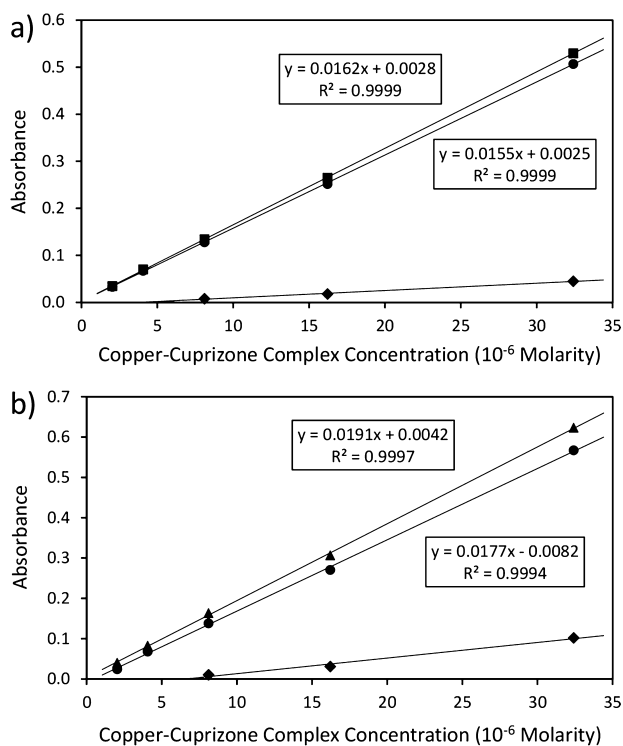 a)
0.6
0.5
0.4
0.3
0.2
0.1
0.0
Absorbance
y = 0.0162x + 0.0028
R² = 0.9999
y = 0.0155x + 0.0025
R² = 0.9999
0 5 10 15 20 25 30 35
Copper-Cuprizone Complex Concentration (10⁻⁶ Molarity)
b)
0.7
0.6
0.5
0.4
0.3
0.2
0.1
0.0
Absorbance
y = 0.0191x + 0.0042
R² = 0.9997
y = 0.0177x - 0.0082
R² = 0.9994
0 5 10 15 20 25 30 35
Copper-Cuprizone Complex Concentration (10⁻⁶ Molarity)